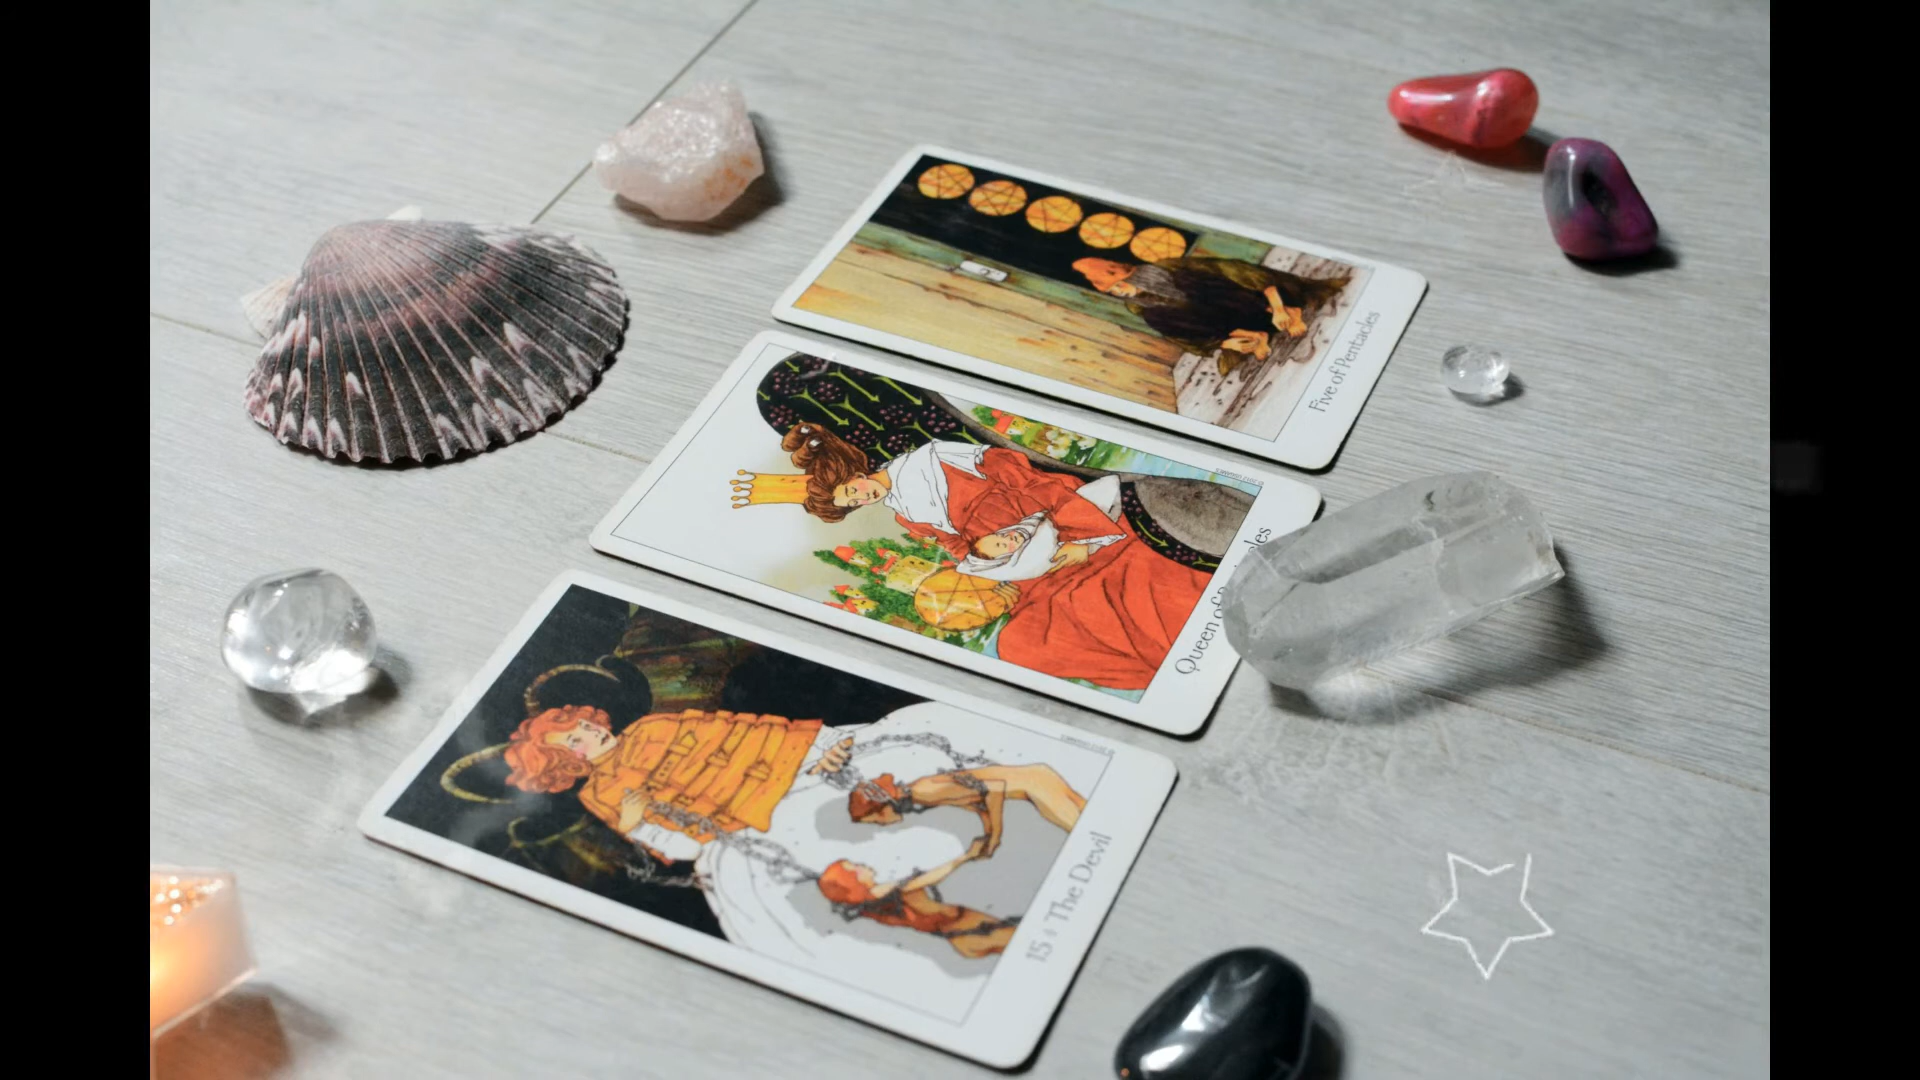 Five of Pentacles
Queen of
15 The Devil